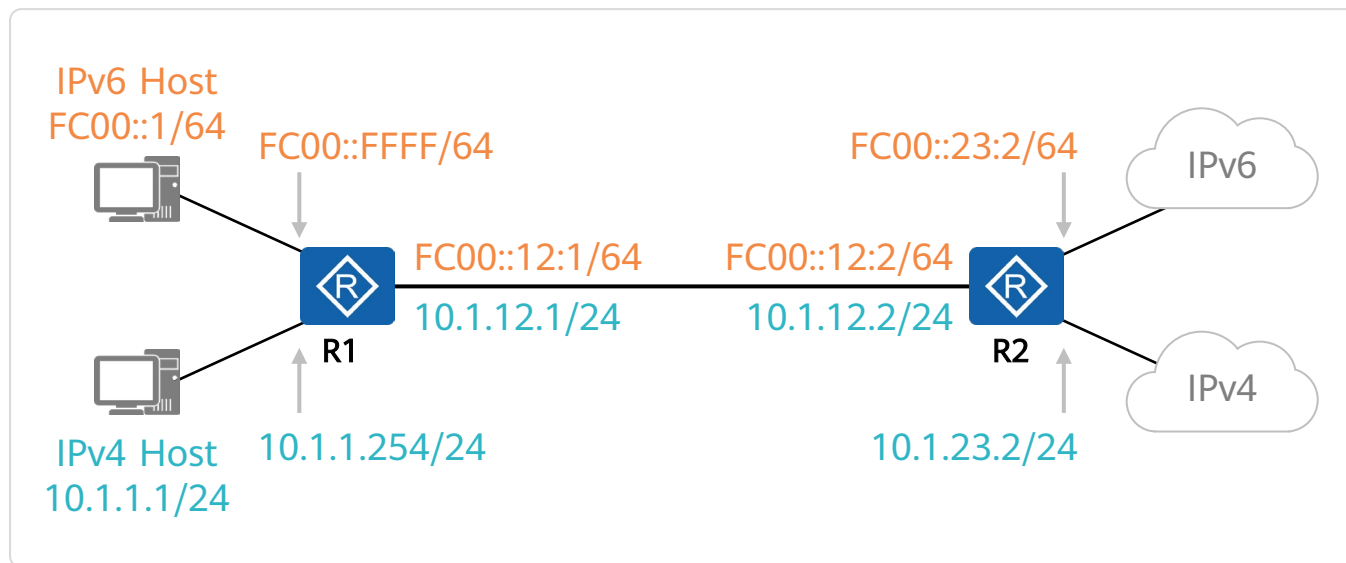 IPv6 Host
FC00::1/64
FC00::FFFF/64
FC00::23:2/64
IPv6
R
FC00::12:1/64
FC00::12:2/64
R
10.1.12.1/24
10.1.12.2/24
R1
R2
IPv4
IPv4 Host
10.1.1.1/24
10.1.1.254/24
10.1.23.2/24